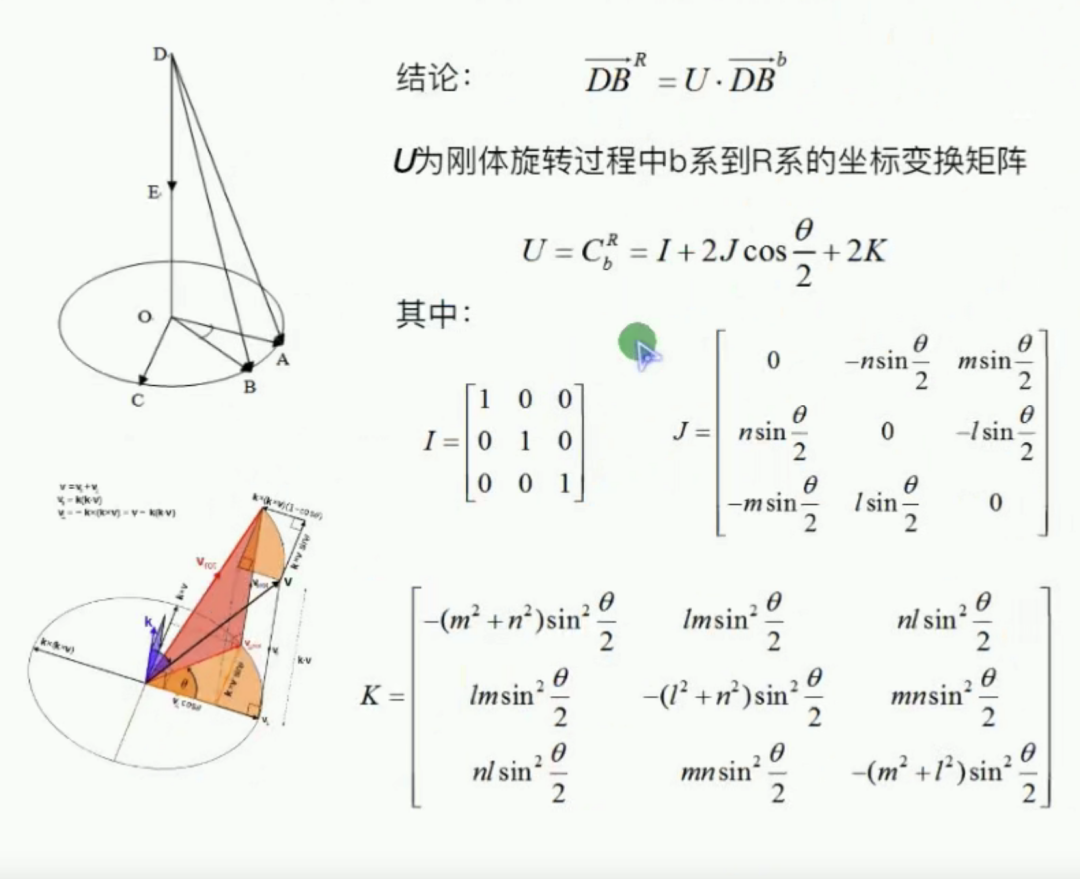 结论： $\overrightarrow{DB}^{R} = U \cdot \overrightarrow{DB}^{b}$
U为刚体旋转过程中b系到R系的坐标变换矩阵
$U = C_b^R = I + 2J\cos\frac{\theta}{2} + 2K$
其中：
$I = \begin{bmatrix} 1 & 0 & 0 \\ 0 & 1 & 0 \\ 0 & 0 & 1 \end{bmatrix}$
$J = \begin{bmatrix} 0 & -n\sin\frac{\theta}{2} & m\sin\frac{\theta}{2} \\ n\sin\frac{\theta}{2} & 0 & -l\sin\frac{\theta}{2} \\ -m\sin\frac{\theta}{2} & l\sin\frac{\theta}{2} & 0 \end{bmatrix}$
$K = \begin{bmatrix} -(m^2+n^2)\sin^2\frac{\theta}{2} & lm\sin^2\frac{\theta}{2} & nl\sin^2\frac{\theta}{2} \\ lm\sin^2\frac{\theta}{2} & -(l^2+n^2)\sin^2\frac{\theta}{2} & mn\sin^2\frac{\theta}{2} \\ nl\sin^2\frac{\theta}{2} & mn\sin^2\frac{\theta}{2} & -(m^2+l^2)\sin^2\frac{\theta}{2} \end{bmatrix}$
D
E
O
A
B
C
k×(k×v)(1-cosθ)
v
k
k×v
k×(k×v)
θ
k·v